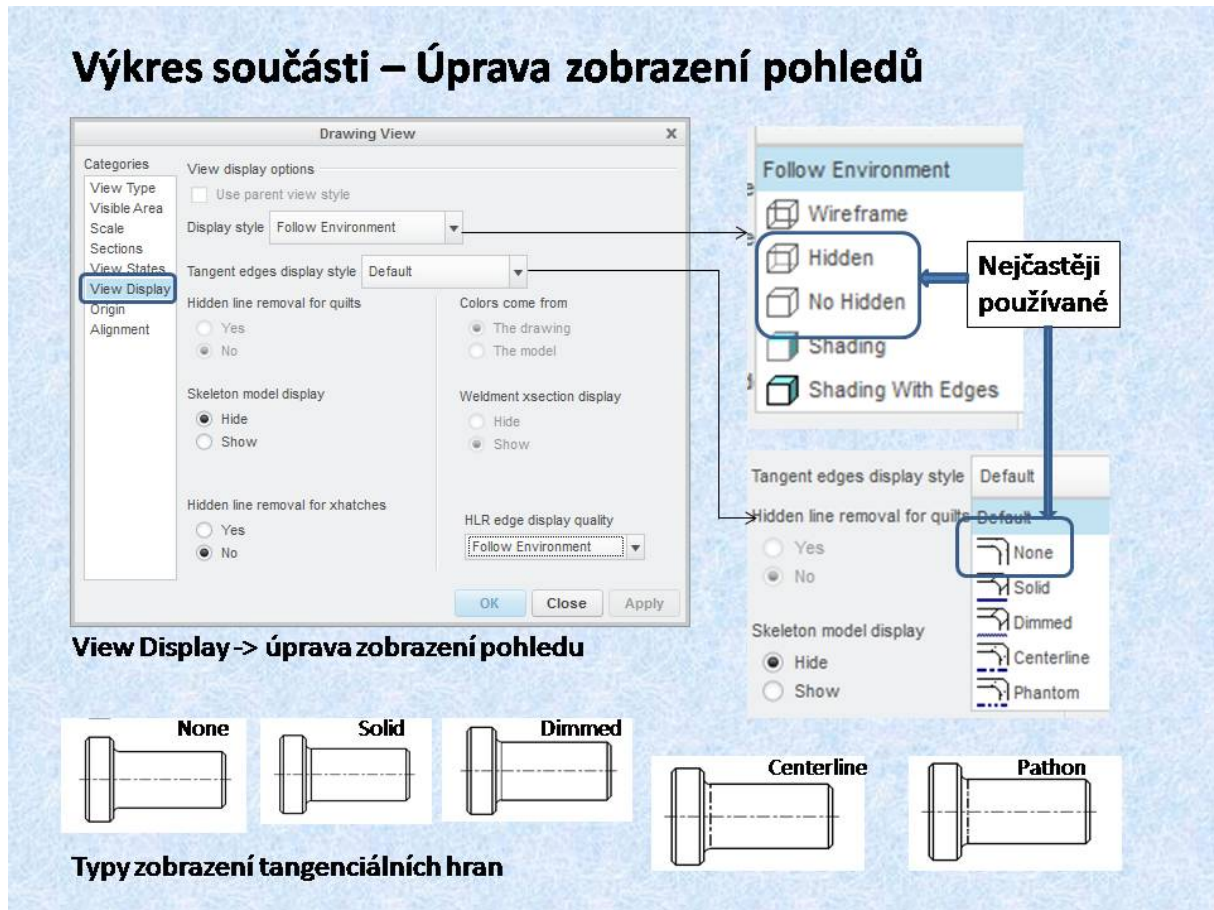 Výkres součásti – Úprava zobrazení pohledů
Drawing View
X
Categories
View Type
Visible Area
Scale
Sections
View States
View Display
Origin
Alignment
View display options
Use parent view style
Display style Follow Environment
Tangent edges display style Default
Hidden line removal for quilts
Yes
No
Colors come from
The drawing
The model
Skeleton model display
Hide
Show
Weldment xsection display
Hide
Show
Hidden line removal for xhatches
Yes
No
HLR edge display quality
Follow Environment
OK Close Apply
Follow Environment
Wireframe
Hidden
No Hidden
Shading
Shading With Edges
Nejčastěji
používané
Tangent edges display style Default
Hidden line removal for quilts Default
Yes
No
Skeleton model display
Hide
Show
None
Solid
Dimmed
Centerline
Phantom
View Display -> úprava zobrazení pohledu
None
Solid
Dimmed
Centerline
Pathon
Typy zobrazení tangenciálních hran